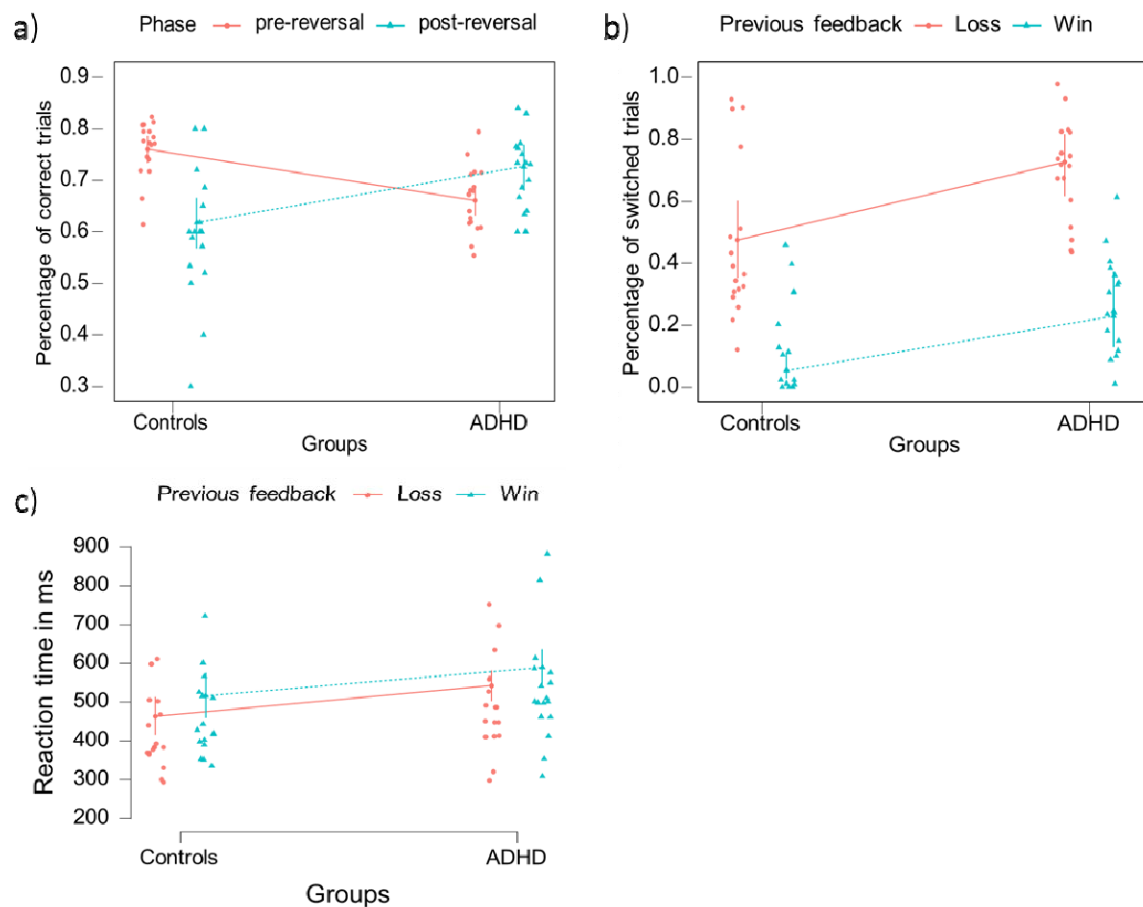 a)
Phase pre-reversal post-reversal
Percentage of correct trials
0.9
0.8
0.7
0.6
0.5
0.4
0.3
Controls
ADHD
Groups
b)
Previous feedback Loss Win
Percentage of switched trials
1.0
0.8
0.6
0.4
0.2
0.0
Controls
ADHD
Groups
c)
Previous feedback Loss Win
Reaction time in ms
900
800
700
600
500
400
300
200
Controls
ADHD
Groups